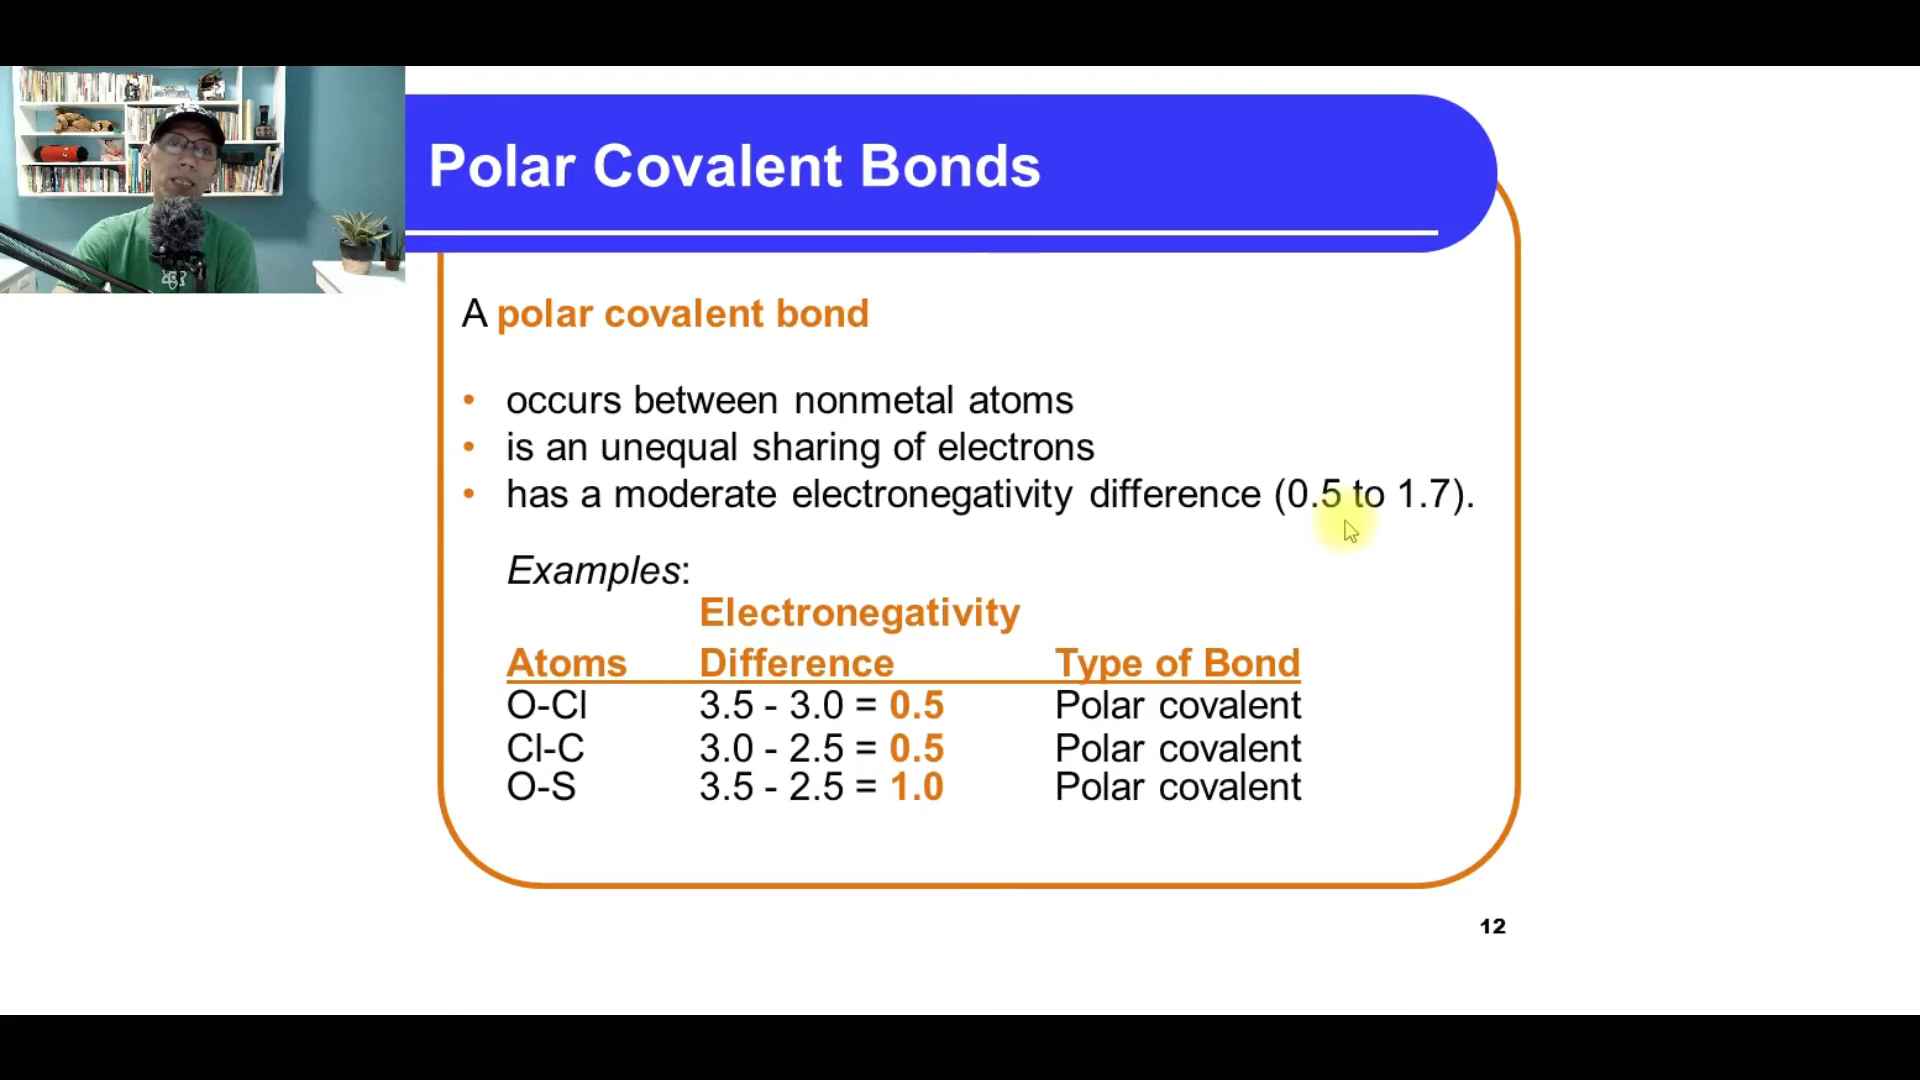 Polar Covalent Bonds
A polar covalent bond
• occurs between nonmetal atoms
• is an unequal sharing of electrons
• has a moderate electronegativity difference (0.5 to 1.7).
Examples:
Electronegativity
Atoms Difference Type of Bond
O-Cl 3.5 - 3.0 = 0.5 Polar covalent
Cl-C 3.0 - 2.5 = 0.5 Polar covalent
O-S 3.5 - 2.5 = 1.0 Polar covalent
12